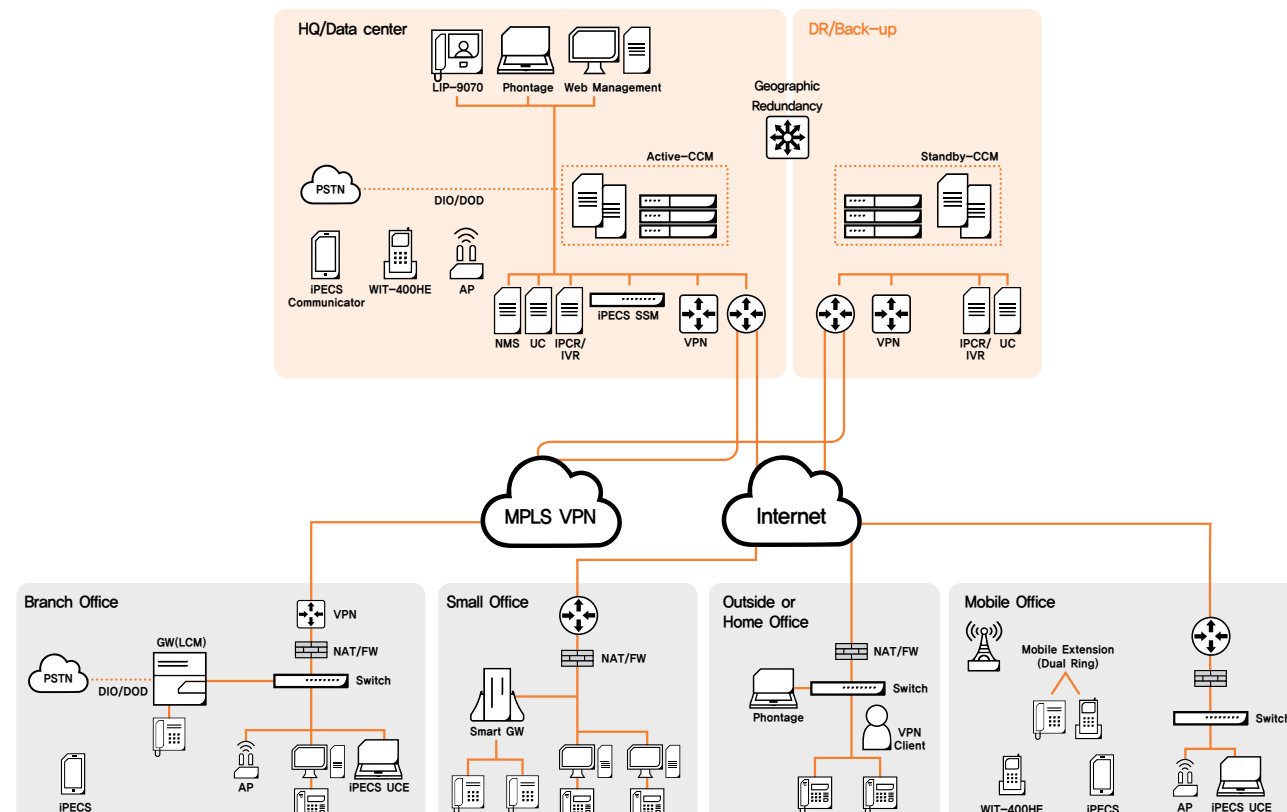 HQ/Data center
DR/Back-up
LIP-9070
Phontage
Web Management
Geographic
Redundancy
Active-CCM
Standby-CCM
PSTN
DIO/DOD
iPECS
Communicator
WIT-400HE
AP
NMS
UC
IPCR/
IVR
iPECS SSM
VPN
VPN
IPCR/
IVR
UC
MPLS VPN
Internet
Branch Office
VPN
GW(LCM)
NAT/FW
PSTN
DIO/DOD
Switch
AP
iPECS UCE
iPECS
Small Office
NAT/FW
Smart GW
Outside or
Home Office
NAT/FW
Switch
Phontage
VPN
Client
Mobile Office
Mobile Extension
(Dual Ring)
Switch
WIT-400HE
iPECS
AP
iPECS UCE